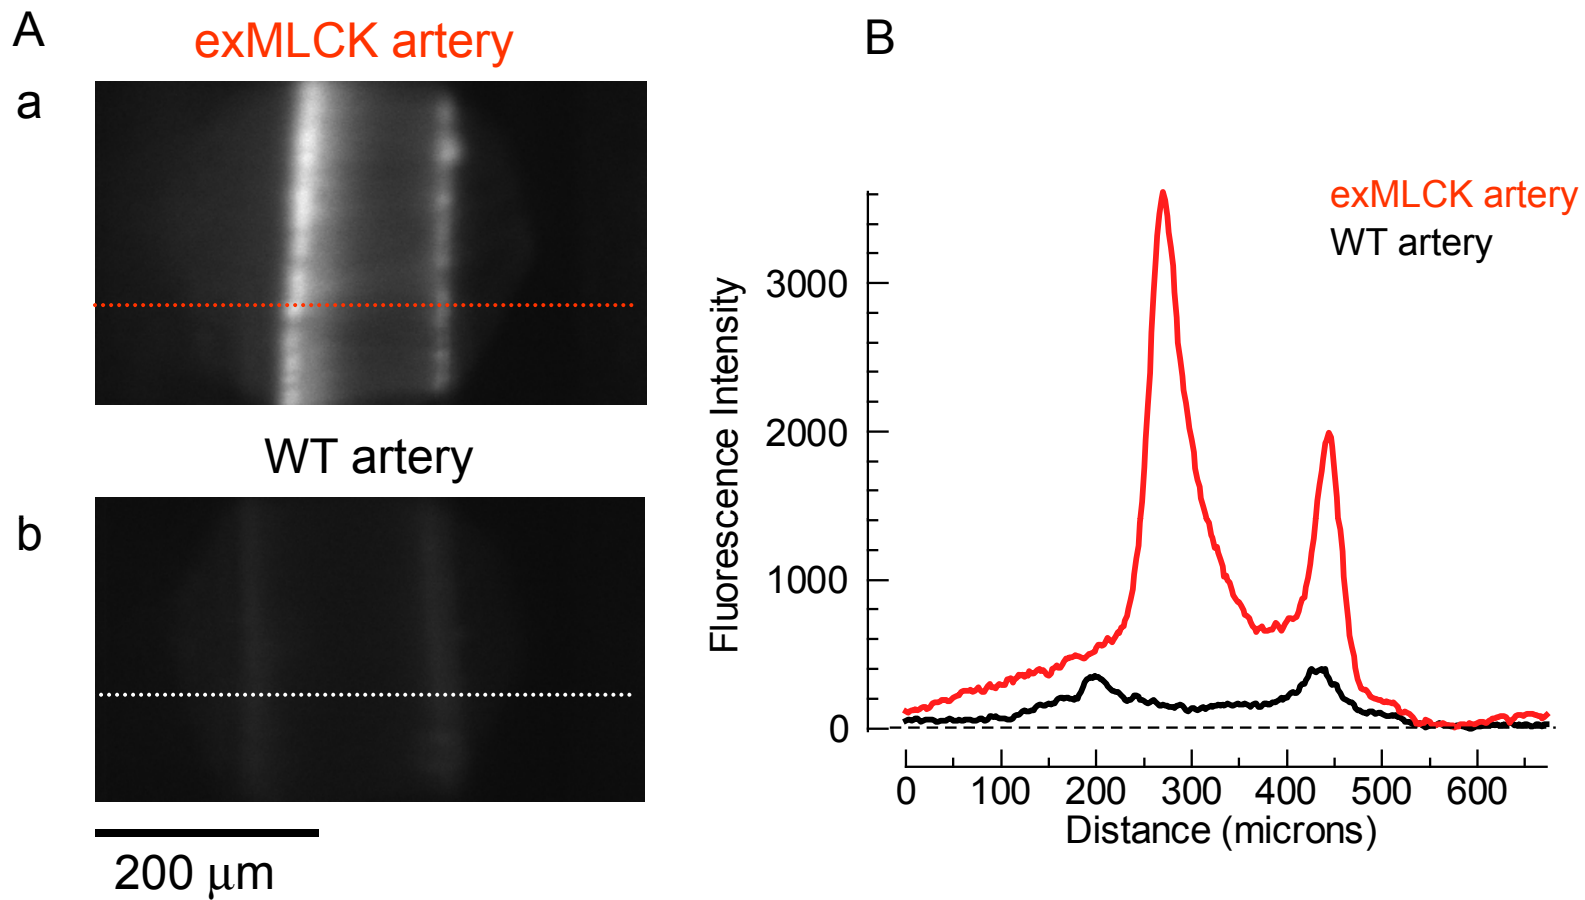 A
exMLCK artery
a
WT artery
b
200 μm
B
exMLCK artery
WT artery
Fluorescence Intensity
3000
2000
1000
0
0 100 200 300 400 500 600
Distance (microns)